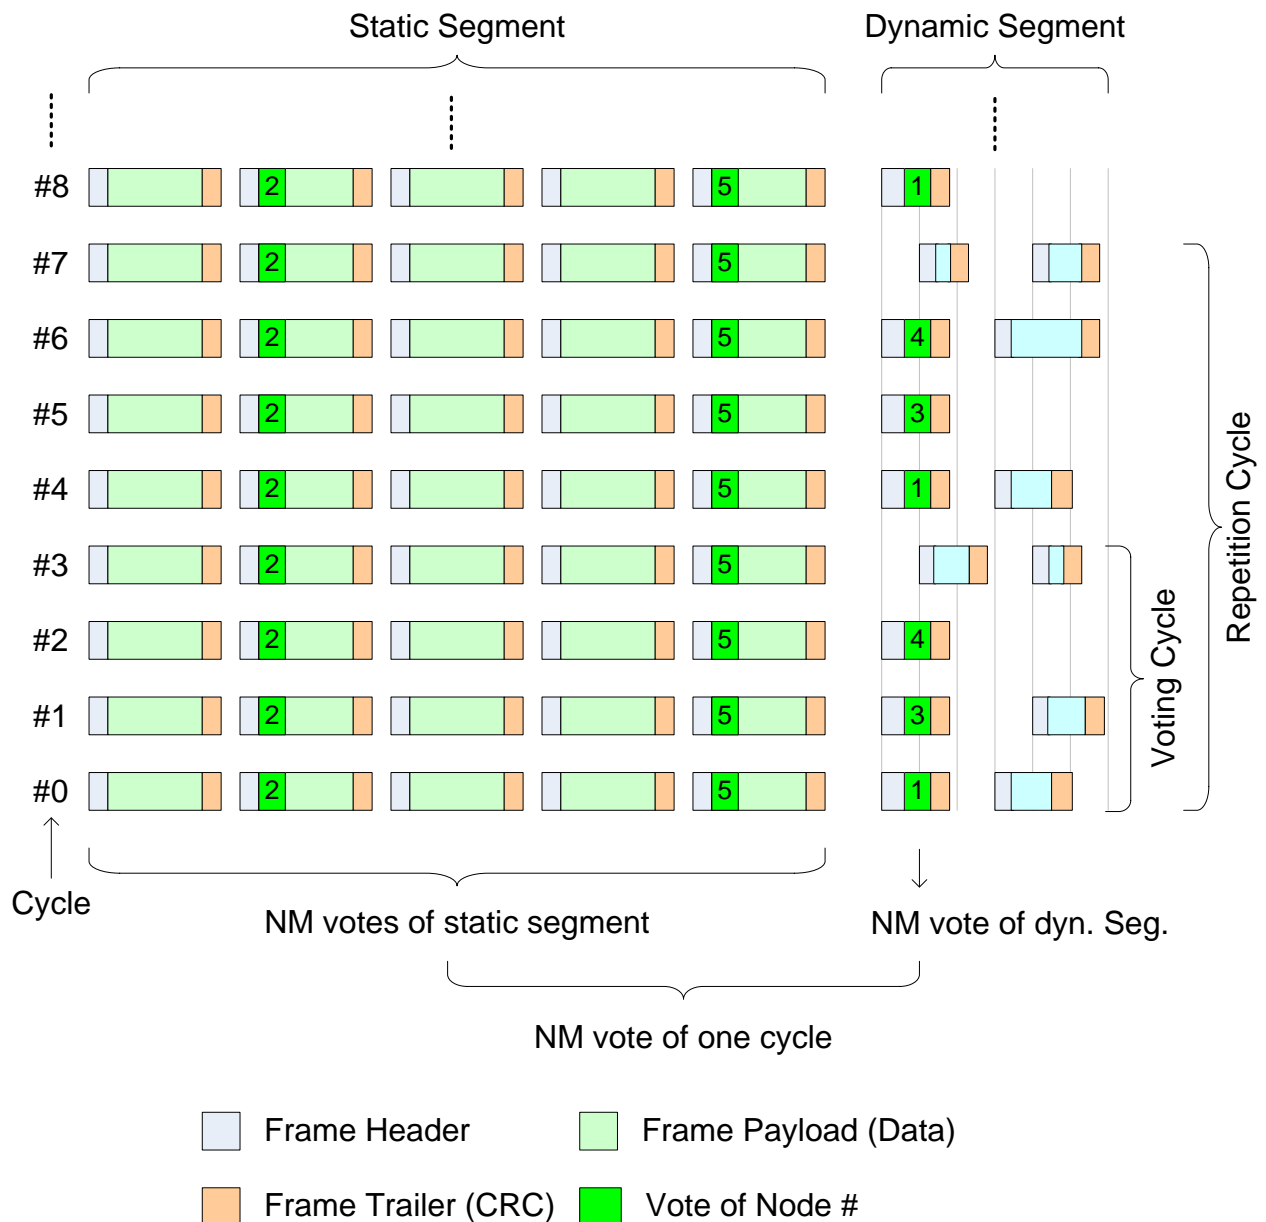 Static Segment Dynamic Segment
#8 2 5 1
#7 2 5
#6 2 5 4
#5 2 5 3
#4 2 5 1
#3 2 5
#2 2 5 4
#1 2 5 3
#0 2 5 1
Voting Cycle
Repetition Cycle
Cycle
NM votes of static segment NM vote of dyn. Seg.
NM vote of one cycle
Frame Header Frame Payload (Data)
Frame Trailer (CRC) Vote of Node #